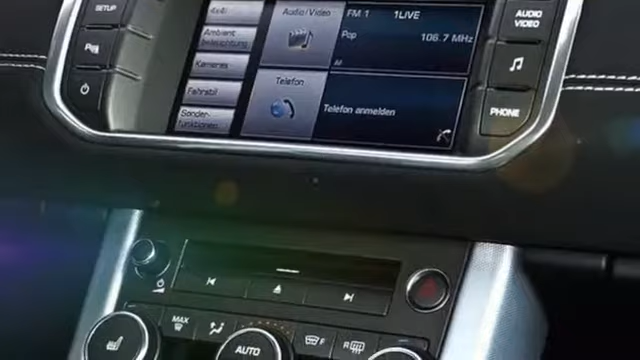 SETUP
4x4i
Ambient
beleuchtung
Kameras
Fahrstil
Sonder-
funktionen
Audio/Video
FM 1 1LIVE
Pop
106.7 MHz
Telefon
Telefon anmelden
AUDIO
VIDEO
PHONE
MAX
AUTO
F
R